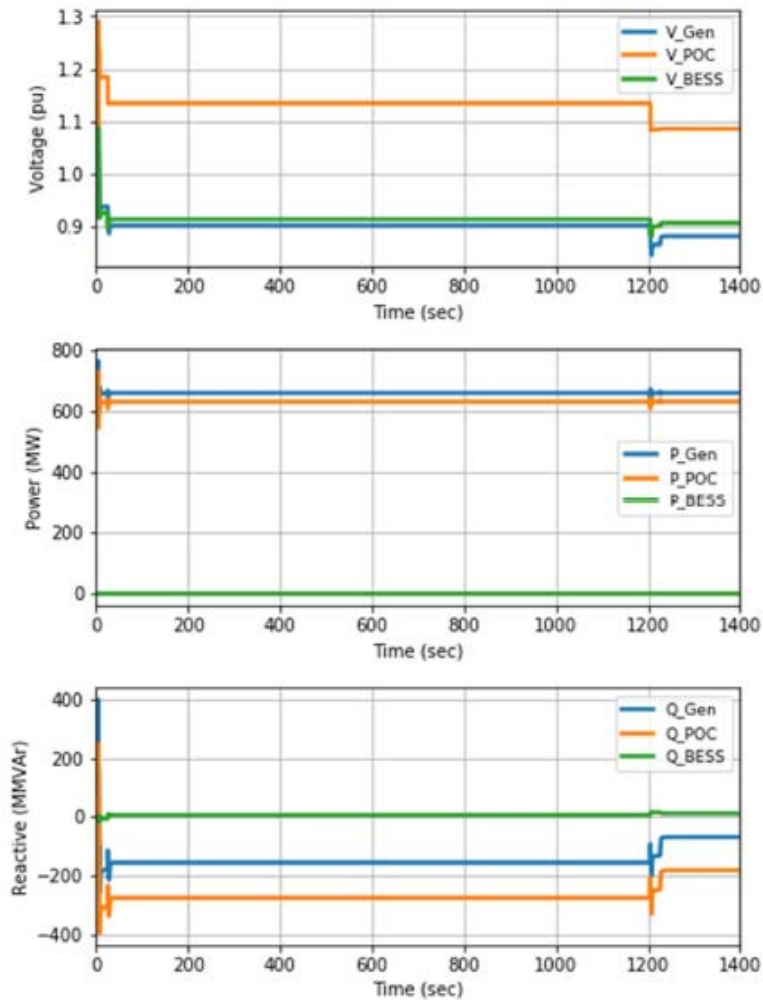 1.3
1.2
1.1
1.0
0.9
Voltage (pu)
V_Gen
V_POC
V_BESS
0 200 400 600 800 1000 1200 1400
Time (sec)
800
600
400
200
0
Power (MW)
P_Gen
P_POC
P_BESS
0 200 400 600 800 1000 1200 1400
Time (sec)
400
200
0
−200
−400
Reactive (MMVAr)
Q_Gen
Q_POC
Q_BESS
0 200 400 600 800 1000 1200 1400
Time (sec)